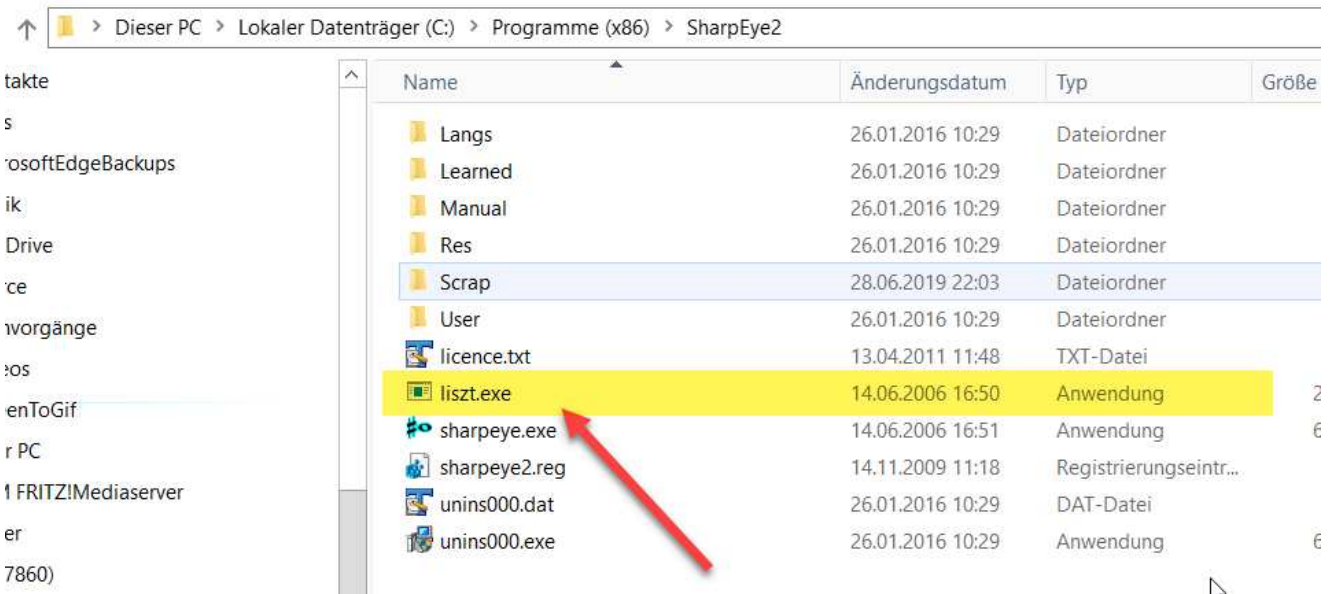 Dieser PC > Lokaler Datenträger (C:) > Programme (x86) > SharpEye2
Name Änderungsdatum Typ Größe
takte
s
rosoftEdgeBackups
ik
Drive
rce
nvorgänge
eos
enToGif
r PC
M FRITZ!Mediaserver
er
7860)
Langs 26.01.2016 10:29 Dateiordner
Learned 26.01.2016 10:29 Dateiordner
Manual 26.01.2016 10:29 Dateiordner
Res 26.01.2016 10:29 Dateiordner
Scrap 28.06.2019 22:03 Dateiordner
User 26.01.2016 10:29 Dateiordner
licence.txt 13.04.2011 11:48 TXT-Datei
liszt.exe 14.06.2006 16:50 Anwendung 2
sharpeye.exe 14.06.2006 16:51 Anwendung 6
sharpeye2.reg 14.11.2009 11:18 Registrierungseintr...
unins000.dat 26.01.2016 10:29 DAT-Datei
unins000.exe 26.01.2016 10:29 Anwendung 6